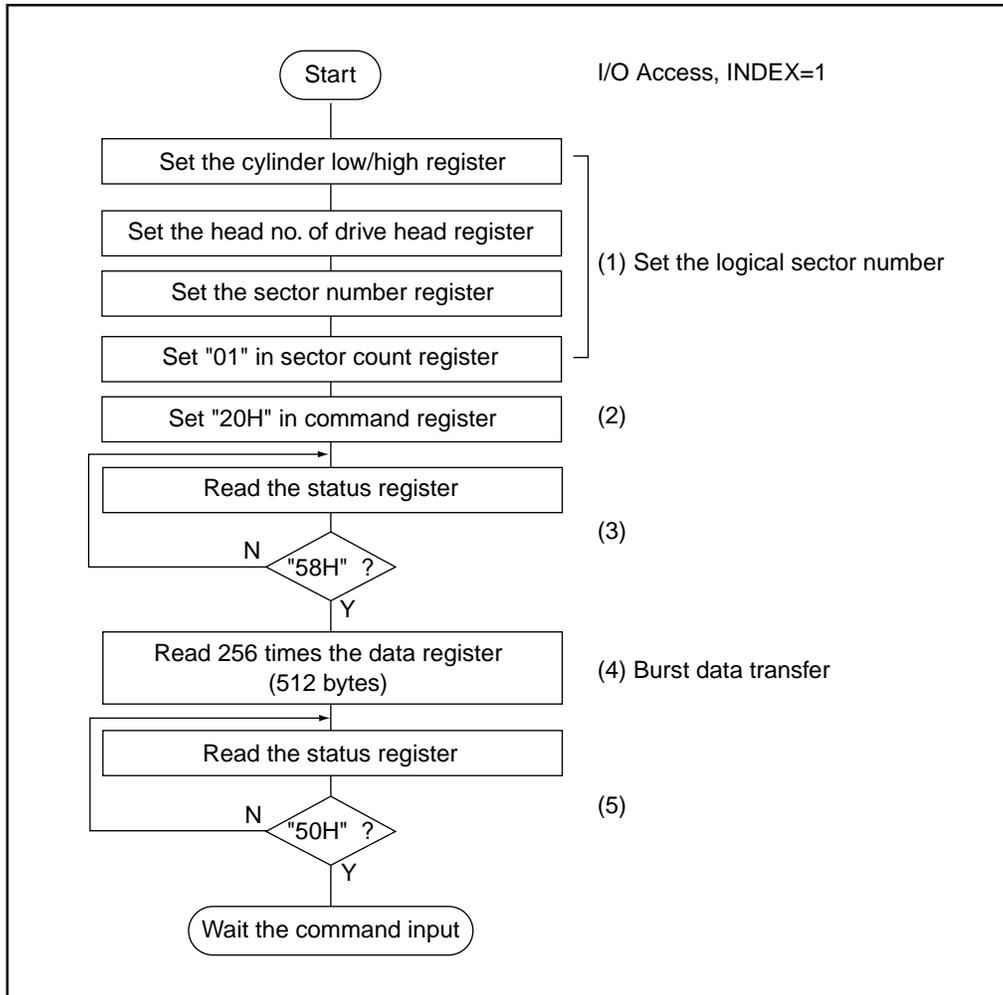 Start
I/O Access, INDEX=1
Set the cylinder low/high register
Set the head no. of drive head register
(1) Set the logical sector number
Set the sector number register
Set "01" in sector count register
Set "20H" in command register
(2)
Read the status register
(3)
N
"58H" ?
Y
Read 256 times the data register
(512 bytes)
(4) Burst data transfer
Read the status register
(5)
N
"50H" ?
Y
Wait the command input